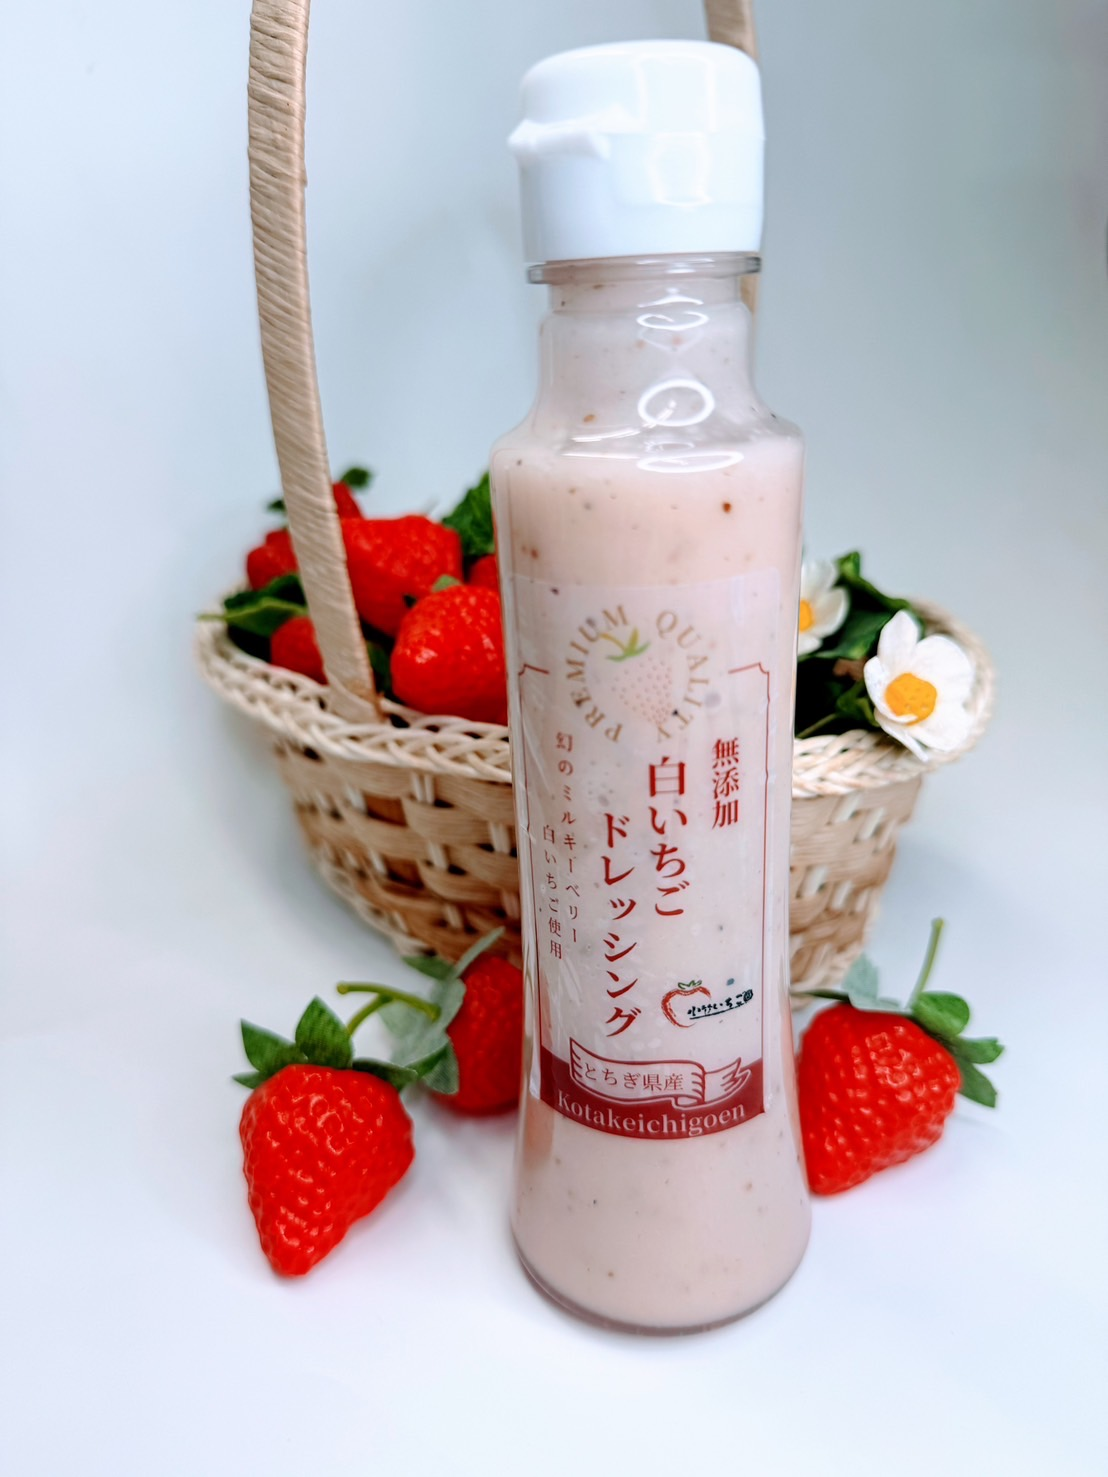 PREMIUM QUALITY
無添加
白いちご
ドレッシング
幻のミルキーベリー
白いちご使用
とちぎ県産
Kotakeichigoen